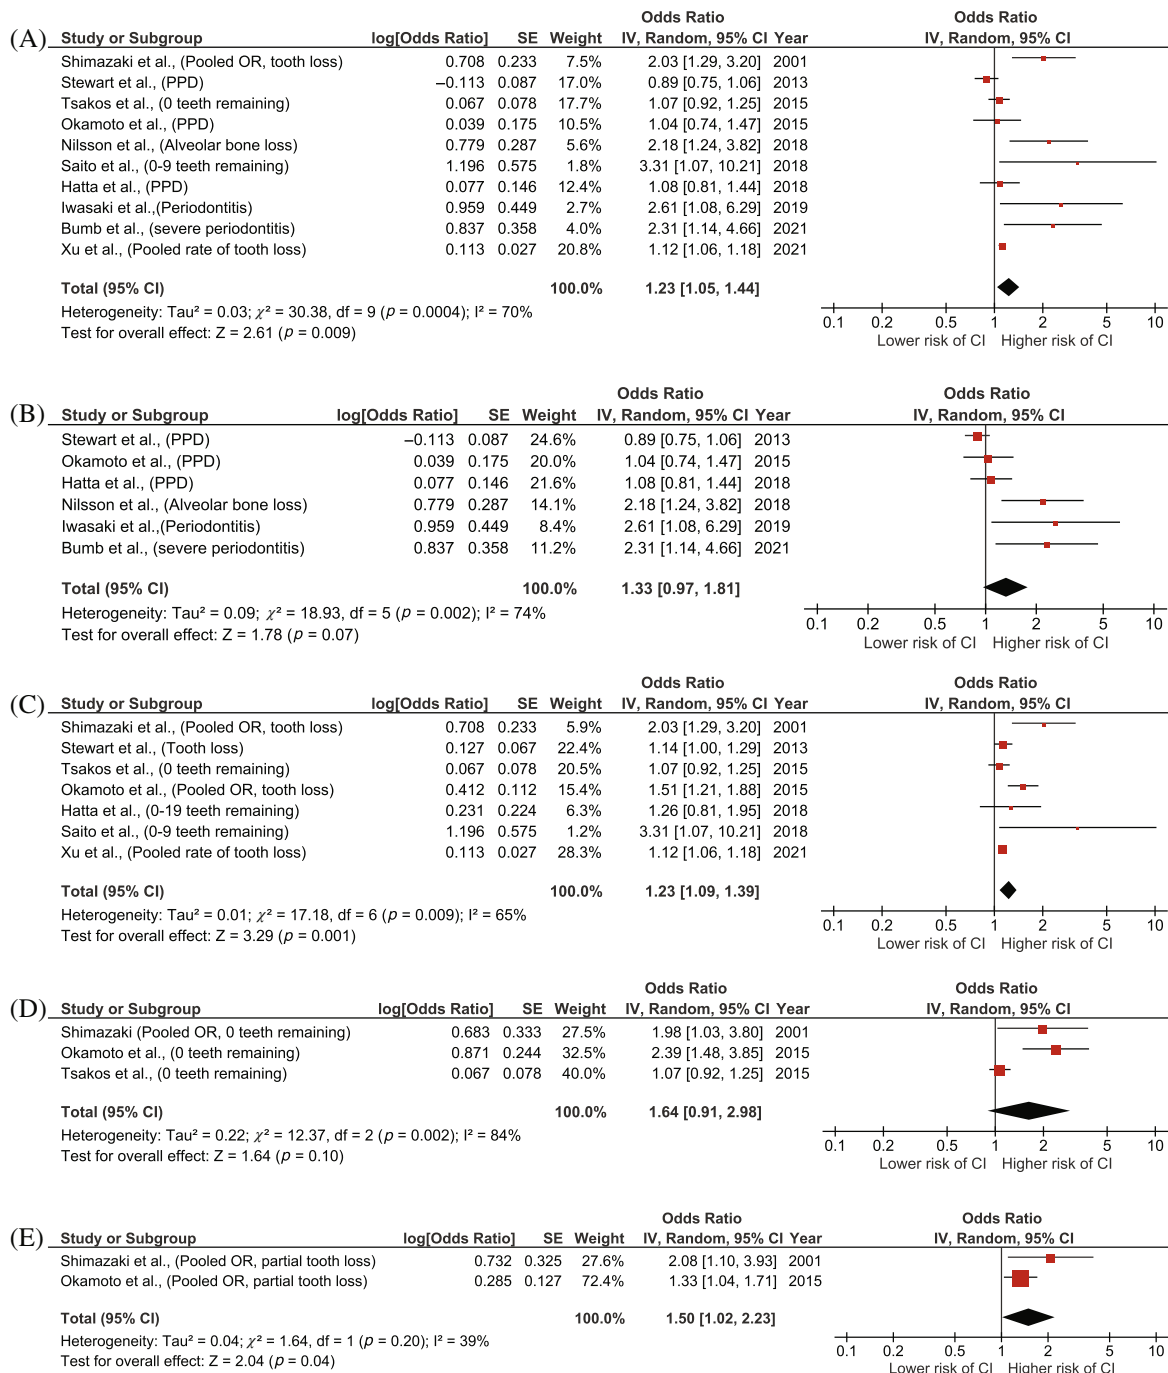 Odds Ratio Odds Ratio
(A) Study or Subgroup log[Odds Ratio] SE Weight IV, Random, 95% CI Year IV, Random, 95% CI
Shimazaki et al., (Pooled OR, tooth loss) 0.708 0.233 7.5% 2.03 [1.29, 3.20] 2001
Stewart et al., (PPD) −0.113 0.087 17.0% 0.89 [0.75, 1.06] 2013
Tsakos et al., (0 teeth remaining) 0.067 0.078 17.7% 1.07 [0.92, 1.25] 2015
Okamoto et al., (PPD) 0.039 0.175 10.5% 1.04 [0.74, 1.47] 2015
Nilsson et al., (Alveolar bone loss) 0.779 0.287 5.6% 2.18 [1.24, 3.82] 2018
Saito et al., (0-9 teeth remaining) 1.196 0.575 1.8% 3.31 [1.07, 10.21] 2018
Hatta et al., (PPD) 0.077 0.146 12.4% 1.08 [0.81, 1.44] 2018
Iwasaki et al.,(Periodontitis) 0.959 0.449 2.7% 2.61 [1.08, 6.29] 2019
Bumb et al., (severe periodontitis) 0.837 0.358 4.0% 2.31 [1.14, 4.66] 2021
Xu et al., (Pooled rate of tooth loss) 0.113 0.027 20.8% 1.12 [1.06, 1.18] 2021
Total (95% CI) 100.0% 1.23 [1.05, 1.44]
Heterogeneity: Tau² = 0.03; χ² = 30.38, df = 9 (p = 0.0004); I² = 70%
Test for overall effect: Z = 2.61 (p = 0.009)
0.1 0.2 0.5 1 2 5 10
Lower risk of CI Higher risk of CI
Odds Ratio Odds Ratio
(B) Study or Subgroup log[Odds Ratio] SE Weight IV, Random, 95% CI Year IV, Random, 95% CI
Stewart et al., (PPD) −0.113 0.087 24.6% 0.89 [0.75, 1.06] 2013
Okamoto et al., (PPD) 0.039 0.175 20.0% 1.04 [0.74, 1.47] 2015
Hatta et al., (PPD) 0.077 0.146 21.6% 1.08 [0.81, 1.44] 2018
Nilsson et al., (Alveolar bone loss) 0.779 0.287 14.1% 2.18 [1.24, 3.82] 2018
Iwasaki et al.,(Periodontitis) 0.959 0.449 8.4% 2.61 [1.08, 6.29] 2019
Bumb et al., (severe periodontitis) 0.837 0.358 11.2% 2.31 [1.14, 4.66] 2021
Total (95% CI) 100.0% 1.33 [0.97, 1.81]
Heterogeneity: Tau² = 0.09; χ² = 18.93, df = 5 (p = 0.002); I² = 74%
Test for overall effect: Z = 1.78 (p = 0.07)
0.1 0.2 0.5 1 2 5 10
Lower risk of CI Higher risk of CI
Odds Ratio Odds Ratio
(C) Study or Subgroup log[Odds Ratio] SE Weight IV, Random, 95% CI Year IV, Random, 95% CI
Shimazaki et al., (Pooled OR, tooth loss) 0.708 0.233 5.9% 2.03 [1.29, 3.20] 2001
Stewart et al., (Tooth loss) 0.127 0.067 22.4% 1.14 [1.00, 1.29] 2013
Tsakos et al., (0 teeth remaining) 0.067 0.078 20.5% 1.07 [0.92, 1.25] 2015
Okamoto et al., (Pooled OR, tooth loss) 0.412 0.112 15.4% 1.51 [1.21, 1.88] 2015
Hatta et al., (0-19 teeth remaining) 0.231 0.224 6.3% 1.26 [0.81, 1.95] 2018
Saito et al., (0-9 teeth remaining) 1.196 0.575 1.2% 3.31 [1.07, 10.21] 2018
Xu et al., (Pooled rate of tooth loss) 0.113 0.027 28.3% 1.12 [1.06, 1.18] 2021
Total (95% CI) 100.0% 1.23 [1.09, 1.39]
Heterogeneity: Tau² = 0.01; χ² = 17.18, df = 6 (p = 0.009); I² = 65%
Test for overall effect: Z = 3.29 (p = 0.001)
0.1 0.2 0.5 1 2 5 10
Lower risk of CI Higher risk of CI
Odds Ratio Odds Ratio
(D) Study or Subgroup log[Odds Ratio] SE Weight IV, Random, 95% CI Year IV, Random, 95% CI
Shimazaki (Pooled OR, 0 teeth remaining) 0.683 0.333 27.5% 1.98 [1.03, 3.80] 2001
Okamoto et al., (0 teeth remaining) 0.871 0.244 32.5% 2.39 [1.48, 3.85] 2015
Tsakos et al., (0 teeth remaining) 0.067 0.078 40.0% 1.07 [0.92, 1.25] 2015
Total (95% CI) 100.0% 1.64 [0.91, 2.98]
Heterogeneity: Tau² = 0.22; χ² = 12.37, df = 2 (p = 0.002); I² = 84%
Test for overall effect: Z = 1.64 (p = 0.10)
0.1 0.2 0.5 1 2 5 10
Lower risk of CI Higher risk of CI
Odds Ratio Odds Ratio
(E) Study or Subgroup log[Odds Ratio] SE Weight IV, Random, 95% CI Year IV, Random, 95% CI
Shimazaki et al., (Pooled OR, partial tooth loss) 0.732 0.325 27.6% 2.08 [1.10, 3.93] 2001
Okamoto et al., (Pooled OR, partial tooth loss) 0.285 0.127 72.4% 1.33 [1.04, 1.71] 2015
Total (95% CI) 100.0% 1.50 [1.02, 2.23]
Heterogeneity: Tau² = 0.04; χ² = 1.64, df = 1 (p = 0.20); I² = 39%
Test for overall effect: Z = 2.04 (p = 0.04)
0.1 0.2 0.5 1 2 5 10
Lower risk of CI Higher risk of CI